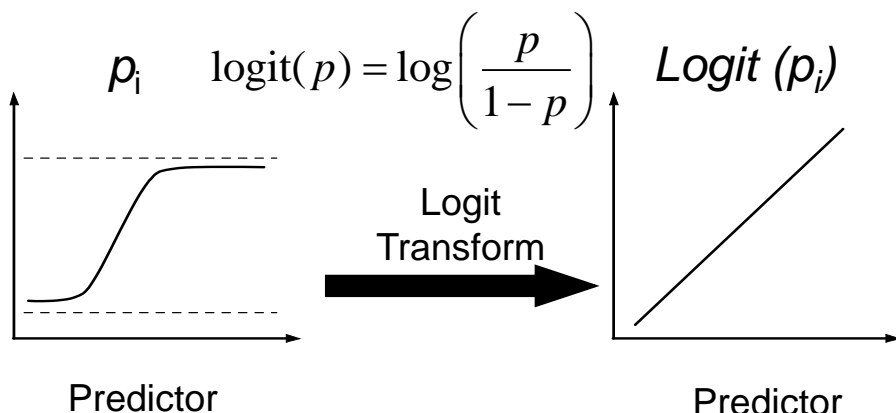 pᵢ
logit(p) = log(p / (1 − p))
Logit (pᵢ)
Logit
Transform
Predictor
Predictor